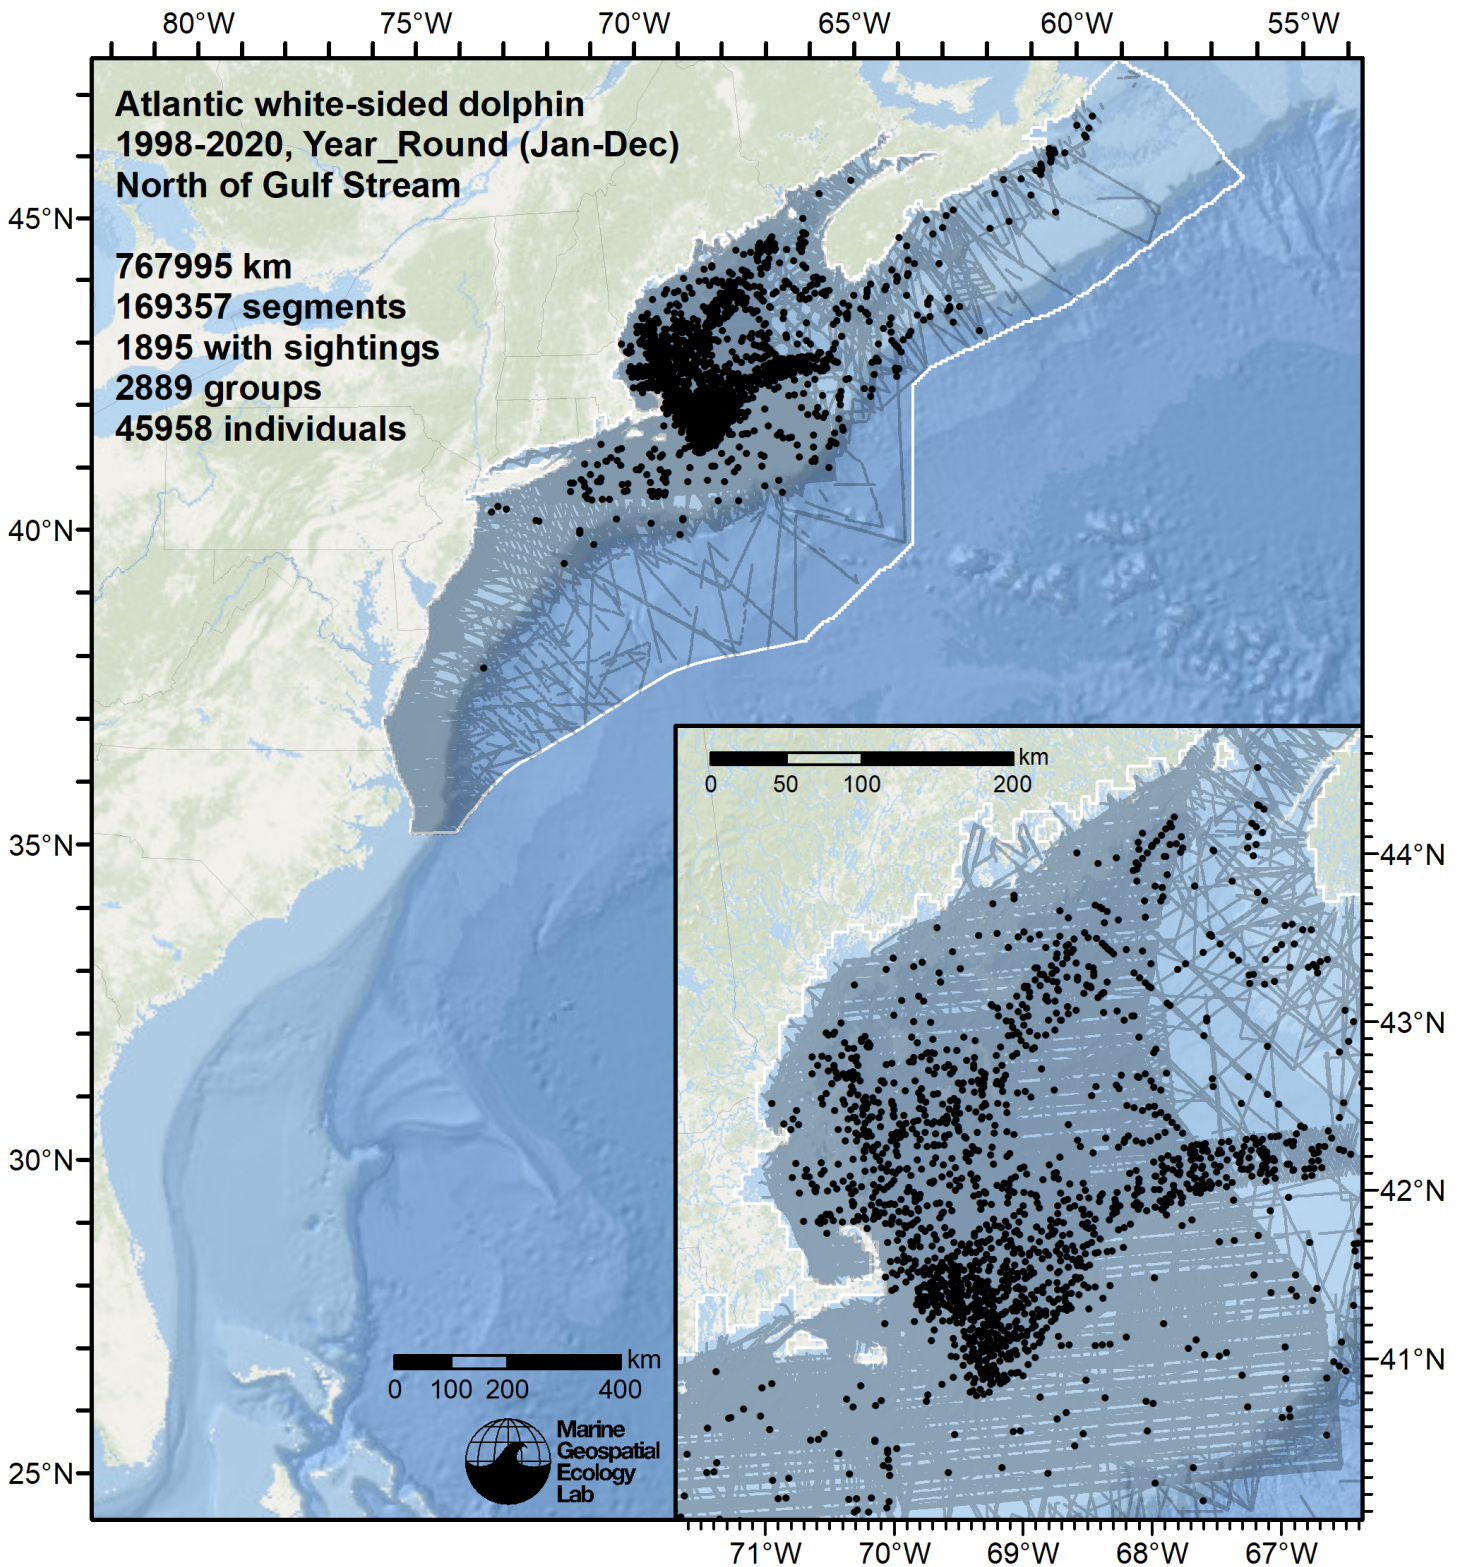 80°W 75°W 70°W 65°W 60°W 55°W
Atlantic white-sided dolphin
1998-2020, Year_Round (Jan-Dec)
North of Gulf Stream
767995 km
169357 segments
1895 with sightings
2889 groups
45958 individuals
45°N
40°N
35°N
30°N
25°N
km
0 50 100 200
44°N
43°N
42°N
41°N
km
0 100 200 400
Marine
Geospatial
Ecology
Lab
71°W 70°W 69°W 68°W 67°W